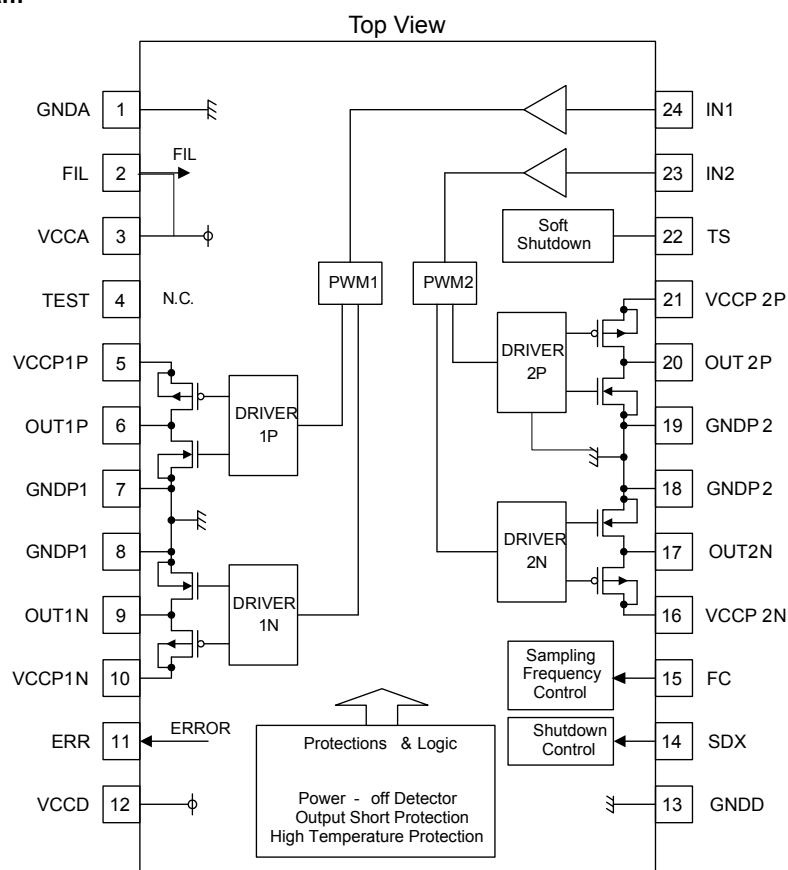 Top View
GNDA 1
FIL 2
FIL
VCCA 3
TEST 4 N.C.
VCCP1P 5
OUT1P 6
GNDP1 7
GNDP1 8
OUT1N 9
VCCP1N 10
ERR 11
ERROR
VCCD 12
PWM1
DRIVER
1P
DRIVER
1N
Protections & Logic
Power - off Detector
Output Short Protection
High Temperature Protection
PWM2
Soft
Shutdown
DRIVER
2P
DRIVER
2N
Sampling
Frequency
Control
Shutdown
Control
24 IN1
23 IN2
22 TS
21 VCCP 2P
20 OUT 2P
19 GNDP 2
18 GNDP 2
17 OUT2N
16 VCCP 2N
15 FC
14 SDX
13 GNDD